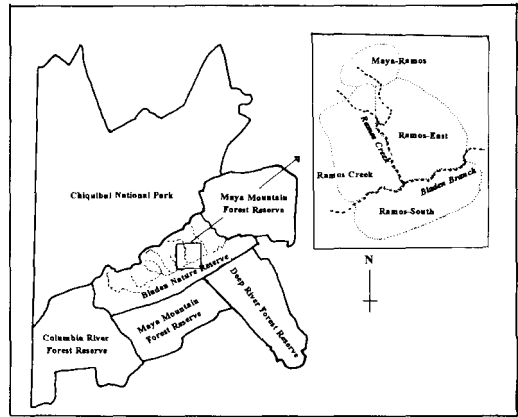 Maya-Ramos
Ramos Creek
Ramos-East
Ramos Creek
Bladen Branch
Ramos-South
N
Chiquibul National Park
Maya Mountain
Forest Reserve
Bladen Nature Reserve
Deep River Forest Reserve
Maya Mountain
Forest Reserve
Columbia River
Forest Reserve